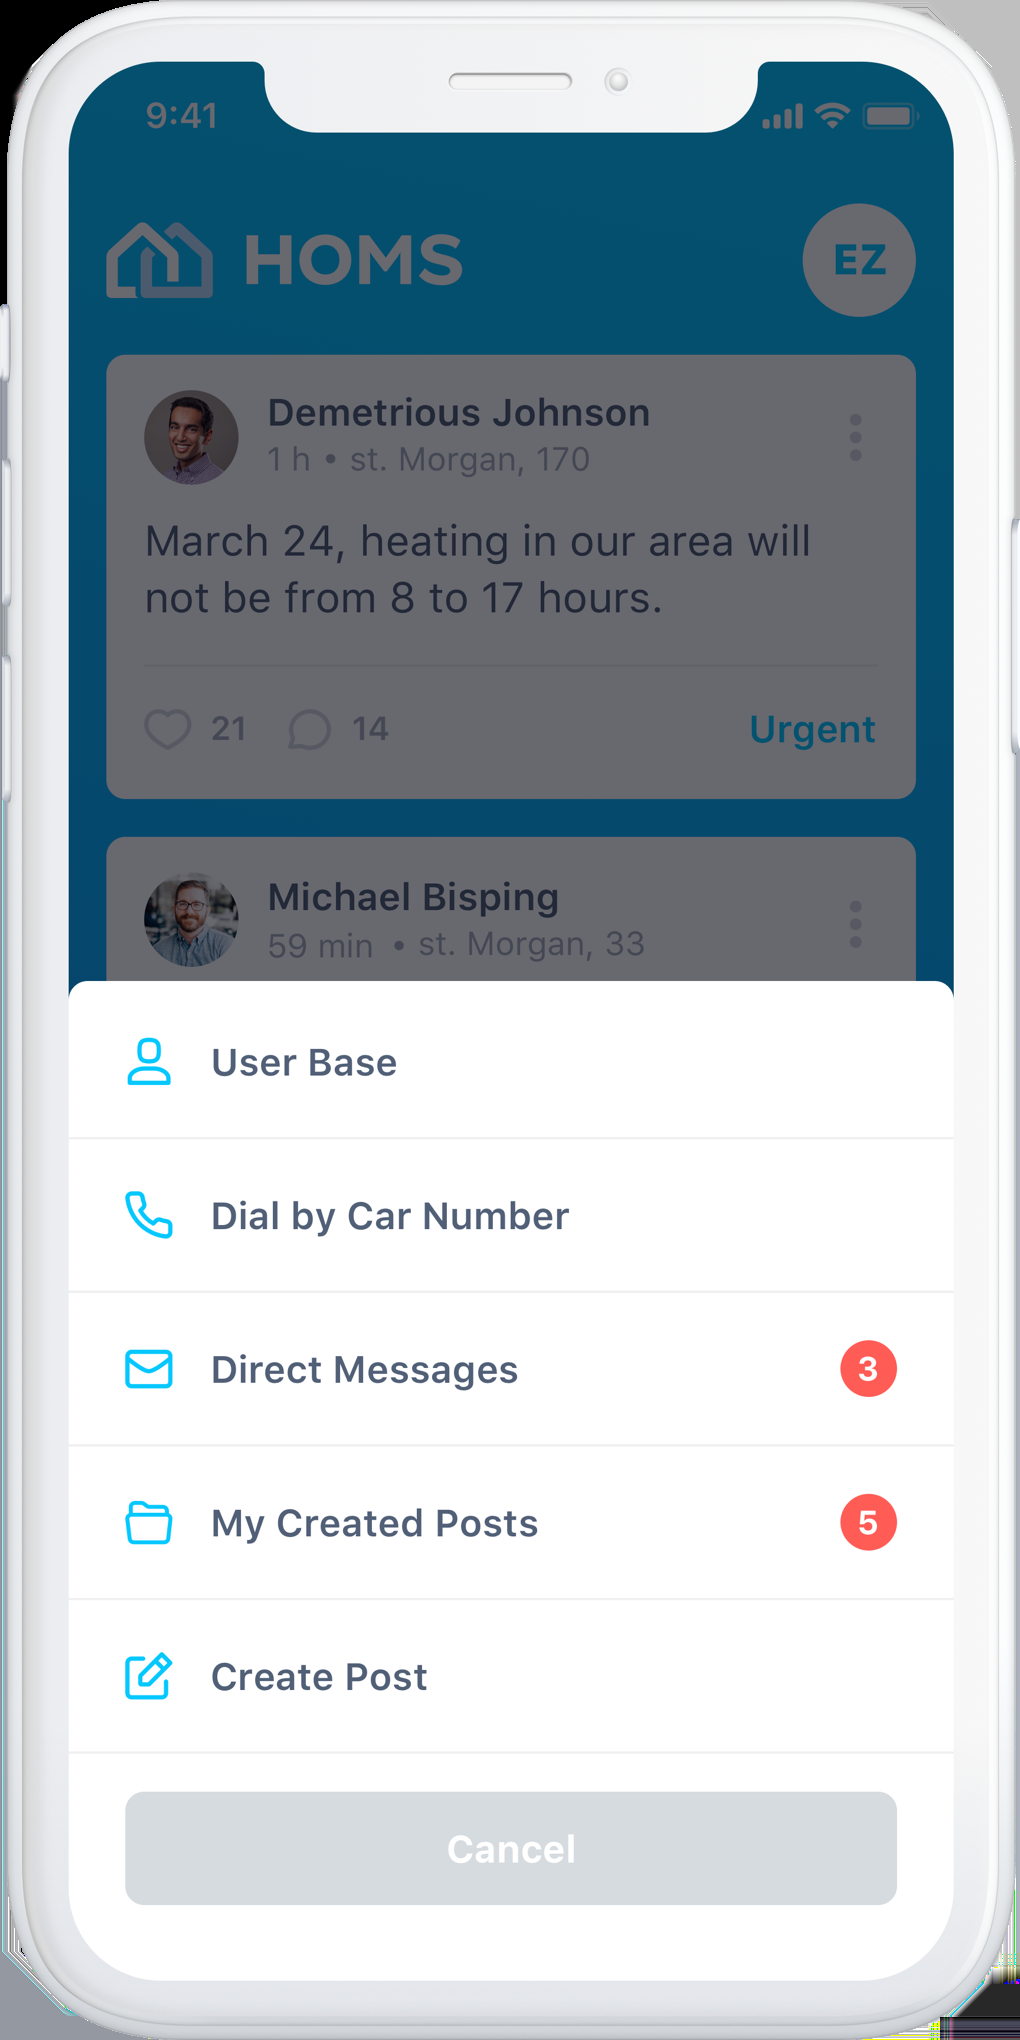 9:41
HOMS
EZ
Demetrious Johnson
1 h • st. Morgan, 170
March 24, heating in our area will
not be from 8 to 17 hours.
21 14 Urgent
Michael Bisping
59 min • st. Morgan, 33
User Base
Dial by Car Number
Direct Messages 3
My Created Posts 5
Create Post
Cancel